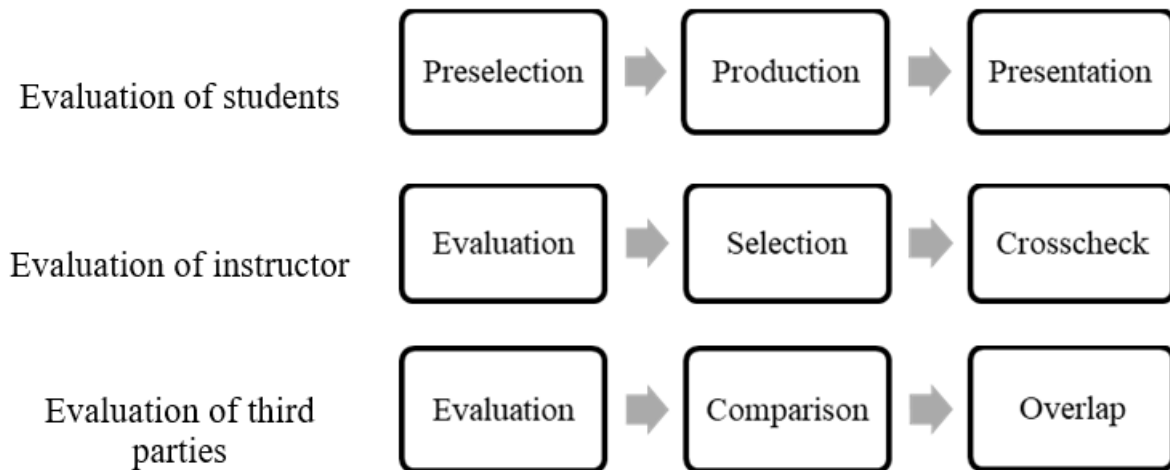 Evaluation of students
Preselection
Production
Presentation
Evaluation of instructor
Evaluation
Selection
Crosscheck
Evaluation of third
parties
Evaluation
Comparison
Overlap